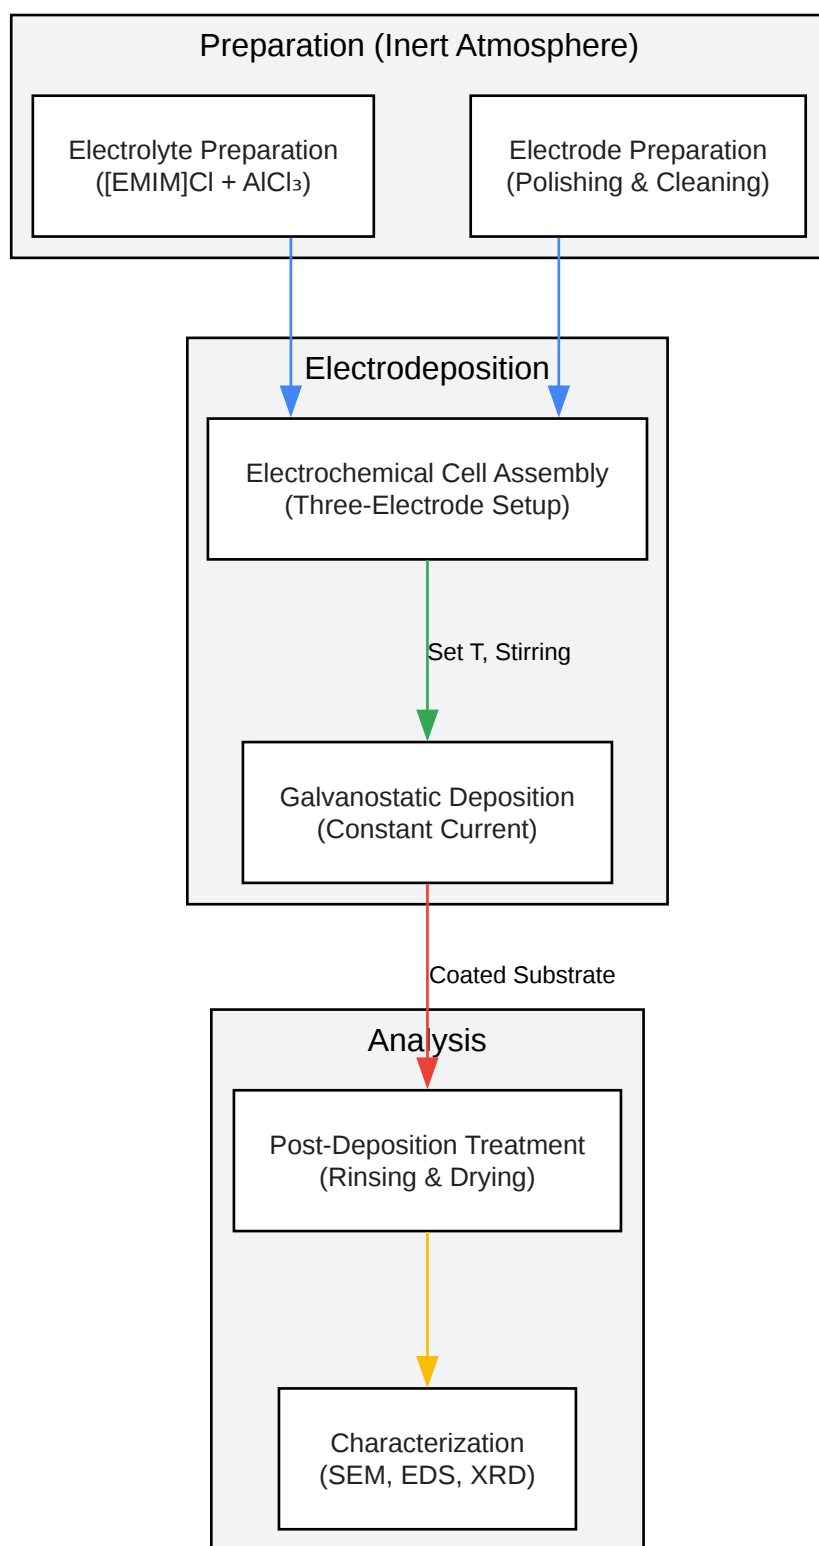 Preparation (Inert Atmosphere)
Electrolyte Preparation
([EMIM]Cl + AlCl₃)
Electrode Preparation
(Polishing & Cleaning)
Electrodeposition
Electrochemical Cell Assembly
(Three-Electrode Setup)
Set T, Stirring
Galvanostatic Deposition
(Constant Current)
Coated Substrate
Analysis
Post-Deposition Treatment
(Rinsing & Drying)
Characterization
(SEM, EDS, XRD)